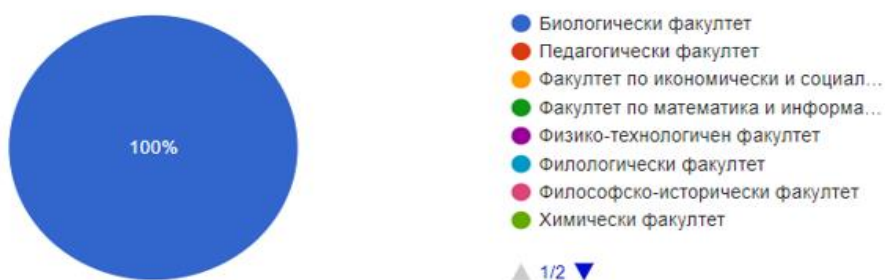 100%
Биологически факултет
Педагогически факултет
Факултет по икономически и социал...
Факултет по математика и информа...
Физико-технологичен факултет
Филологически факултет
Философско-исторически факултет
Химически факултет
1/2